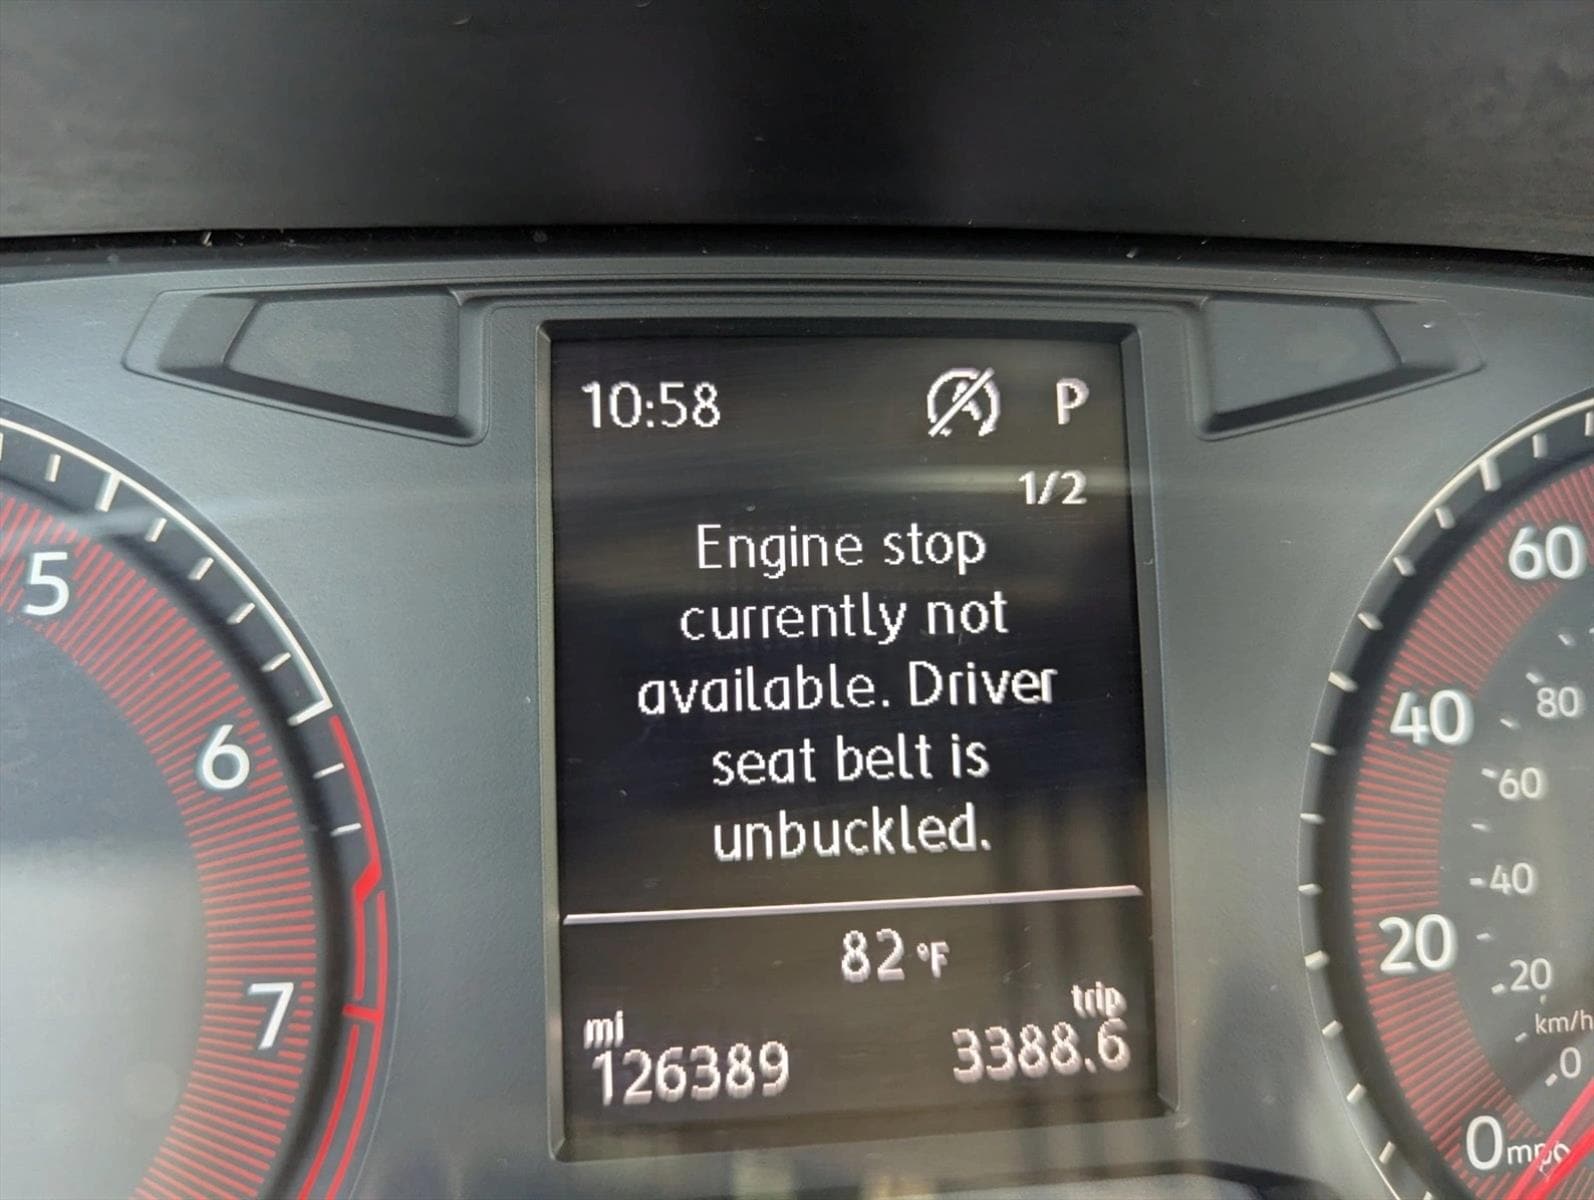 10:58 P
1/2
Engine stop
currently not
available. Driver
seat belt is
unbuckled.
82 °F
mi
126389
trip
3388.6
5
6
7
60
40
20
0 mph
80
60
40
20
km/h
0